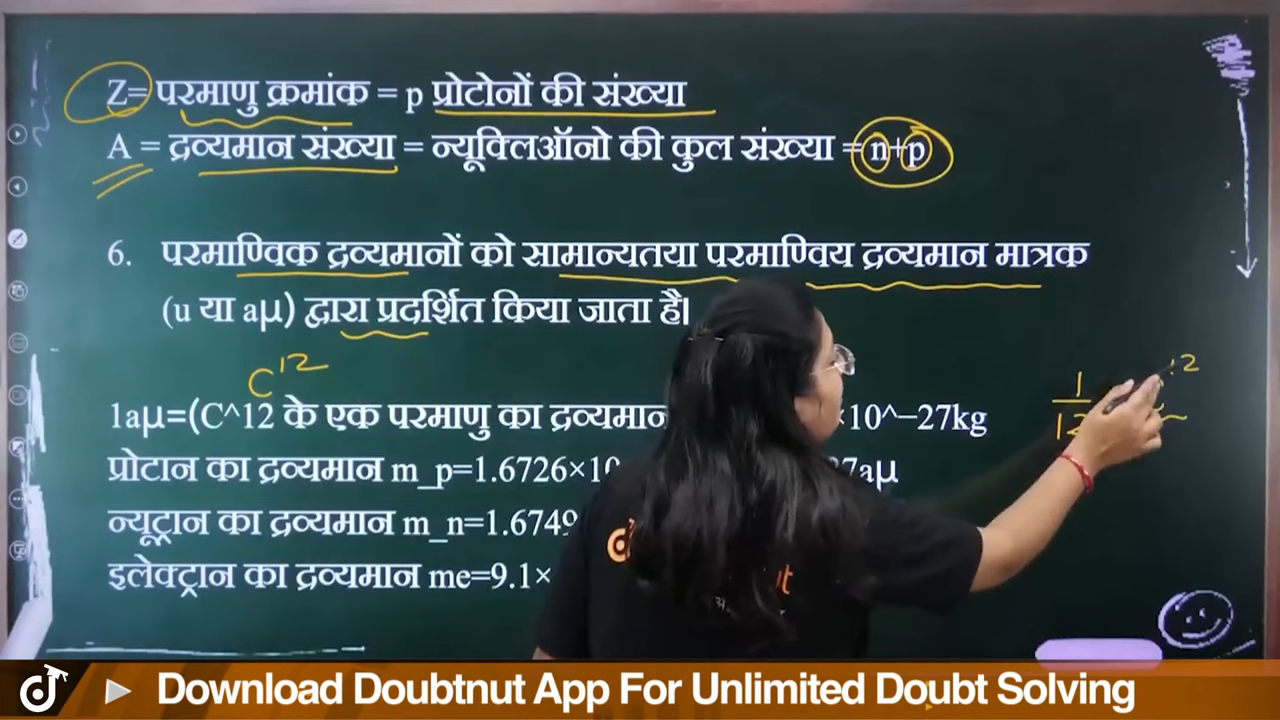 Z= परमाणु क्रमांक = p प्रोटोनों की संख्या
A = द्रव्यमान संख्या = न्यूक्लिऑनो की कुल संख्या = n+p
6. परमाण्विक द्रव्यमानों को सामान्यतया परमाण्विय द्रव्यमान मात्रक
(u या aμ) द्वारा प्रदर्शित किया जाता है।
C¹²
1aμ=(C^12 के एक परमाणु का द्रव्यमान ×10^−27kg
1/12
12
प्रोटान का द्रव्यमान m_p=1.6726×10 27aμ
न्यूट्रान का द्रव्यमान m_n=1.6749
इलेक्ट्रान का द्रव्यमान me=9.1×
Download Doubtnut App For Unlimited Doubt Solving